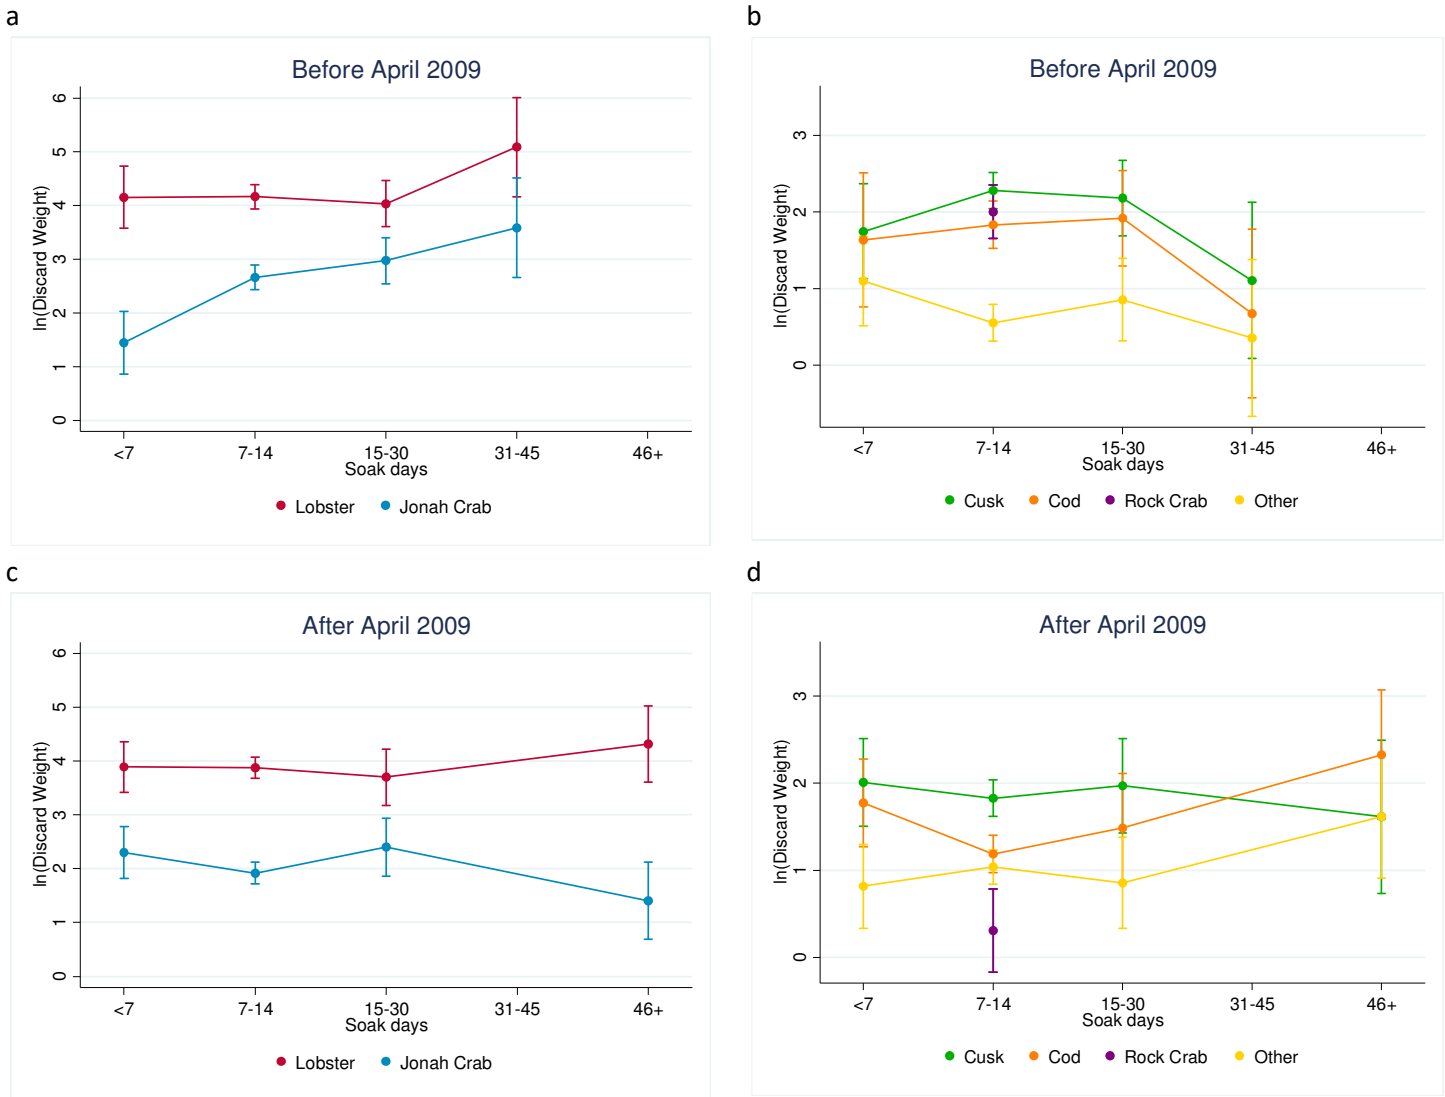 a
Before April 2009
ln(Discard Weight)
6
5
4
3
2
1
0
<7 7-14 15-30 31-45 46+
Soak days
Lobster Jonah Crab
b
Before April 2009
ln(Discard Weight)
3
2
1
0
<7 7-14 15-30 31-45 46+
Soak days
Cusk Cod Rock Crab Other
c
After April 2009
ln(Discard Weight)
6
5
4
3
2
1
0
<7 7-14 15-30 31-45 46+
Soak days
Lobster Jonah Crab
d
After April 2009
ln(Discard Weight)
3
2
1
0
<7 7-14 15-30 31-45 46+
Soak days
Cusk Cod Rock Crab Other